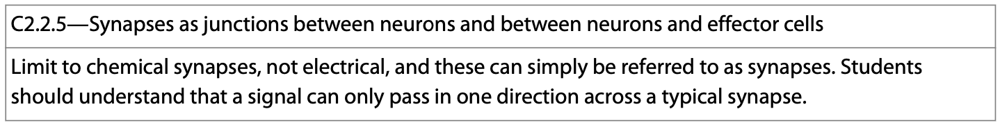 C2.2.5—Synapses as junctions between neurons and between neurons and effector cells
Limit to chemical synapses, not electrical, and these can simply be referred to as synapses. Students
should understand that a signal can only pass in one direction across a typical synapse.